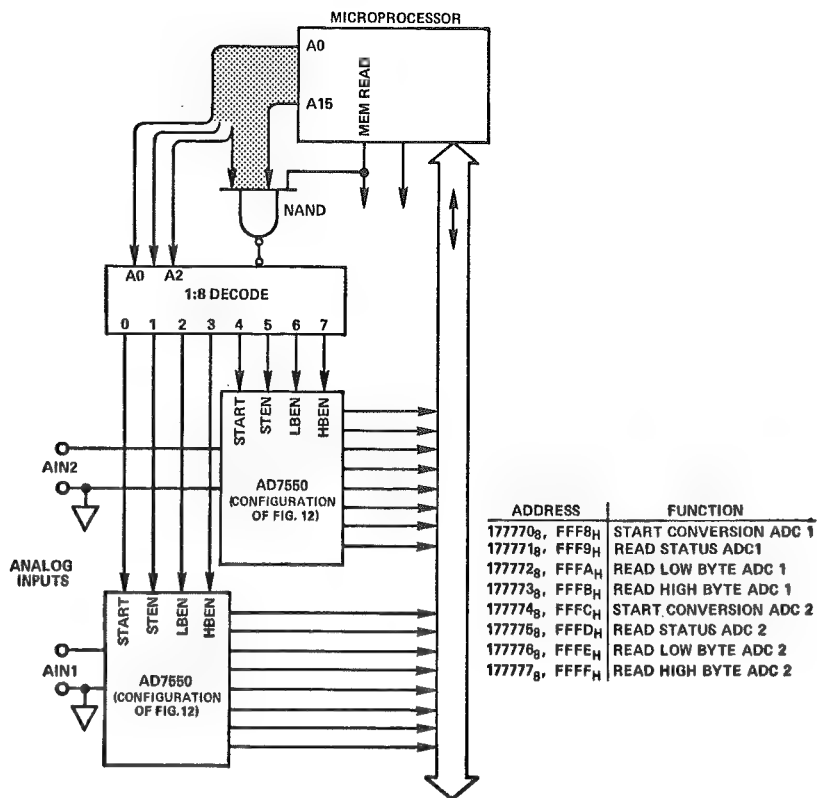 MICROPROCESSOR
A0
A15
MEM READ
NAND
A0 A2
1:8 DECODE
0 1 2 3 4 5 6 7
START STEN LBEN HBEN
AIN2
AD7550
(CONFIGURATION
OF FIG. 12)
ANALOG
INPUTS
START STEN LBEN HBEN
AIN1
AD7550
(CONFIGURATION
OF FIG.12)
ADDRESS FUNCTION
177770₈, FFF8H START CONVERSION ADC 1
177771₈, FFF9H READ STATUS ADC1
177772₈, FFFAH READ LOW BYTE ADC 1
177773₈, FFFBH READ HIGH BYTE ADC 1
177774₈, FFFCH START CONVERSION ADC 2
177775₈, FFFDH READ STATUS ADC 2
177776₈, FFFEH READ LOW BYTE ADC 2
177777₈, FFFFH READ HIGH BYTE ADC 2